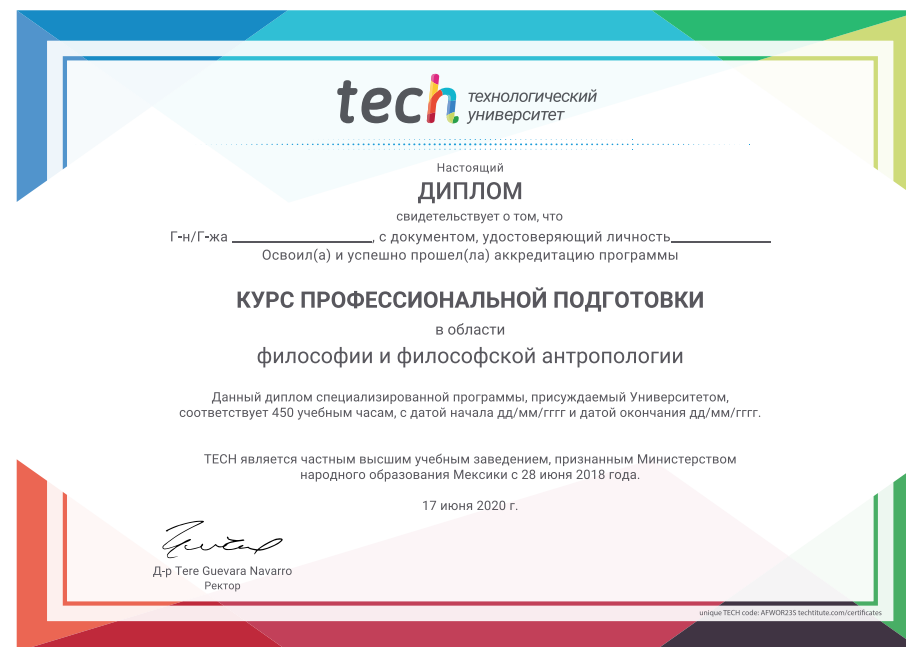 tech технологический
университет
Настоящий
ДИПЛОМ
свидетельствует о том, что
Г-н/Г-жа ____________________, с документом, удостоверяющий личность______________
Освоил(а) и успешно прошел(ла) аккредитацию программы
КУРС ПРОФЕССИОНАЛЬНОЙ ПОДГОТОВКИ
в области
философии и философской антропологии
Данный диплом специализированной программы, присуждаемый Университетом,
соответствует 450 учебным часам, с датой начала дд/мм/гггг и датой окончания дд/мм/гггг.
TECH является частным высшим учебным заведением, признанным Министерством
народного образования Мексики с 28 июня 2018 года.
17 июня 2020 г.
Д-р Tere Guevara Navarro
Ректор
unique TECH code: AFWOR23S techtitute.com/certificates